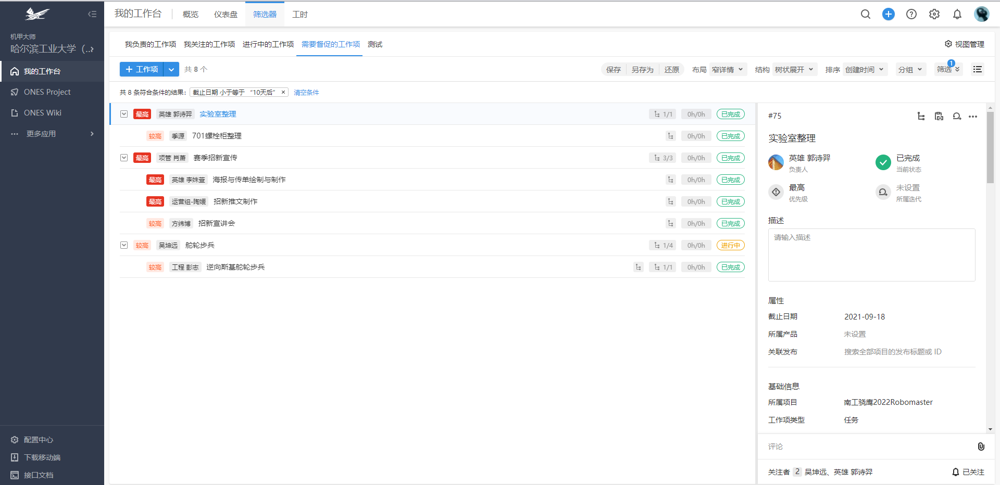 我的工作台 概览 仪表盘 筛选器 工时
机甲大师
哈尔滨工业大学（...
我的工作台
ONES Project
ONES Wiki
更多应用
配置中心
下载移动端
接口文档
我负责的工作项 我关注的工作项 进行中的工作项 需要督促的工作项 测试 视图管理
工作项 共 8 个 保存 另存为 还原 布局 窄详情 结构 树状展开 排序 创建时间 分组 筛选 1
共 8 条符合条件的结果： 截止日期 小于等于 “10天后” × 清空条件
最高 英雄 郭诗羿 实验室整理 1/1 0h/0h 已完成
较高 季源 701螺栓柜整理 0h/0h 已完成
最高 项管 肖萧 赛季招新宣传 3/3 0h/0h 已完成
最高 英雄 李姝萱 海报与传单绘制与制作 0h/0h 已完成
最高 运营组-陶媛 招新推文制作 0h/0h 已完成
较高 方纬博 招新宣讲会 0h/0h 已完成
较高 吴坤远 舵轮步兵 1/4 0h/0h 进行中
较高 工程 彭志 逆向斯基舵轮步兵 1/1 0h/0h 已完成
#75
实验室整理
英雄 郭诗羿 已完成
负责人 当前状态
最高 未设置
优先级 所属迭代
描述
请输入描述
属性
截止日期 2021-09-18
所属产品 未设置
关联发布 搜索全部项目的发布标题或 ID
基础信息
所属项目 南工骁鹰2022Robomaster
工作项类型 任务
评论
关注者 2 吴坤远、英雄 郭诗羿 已关注